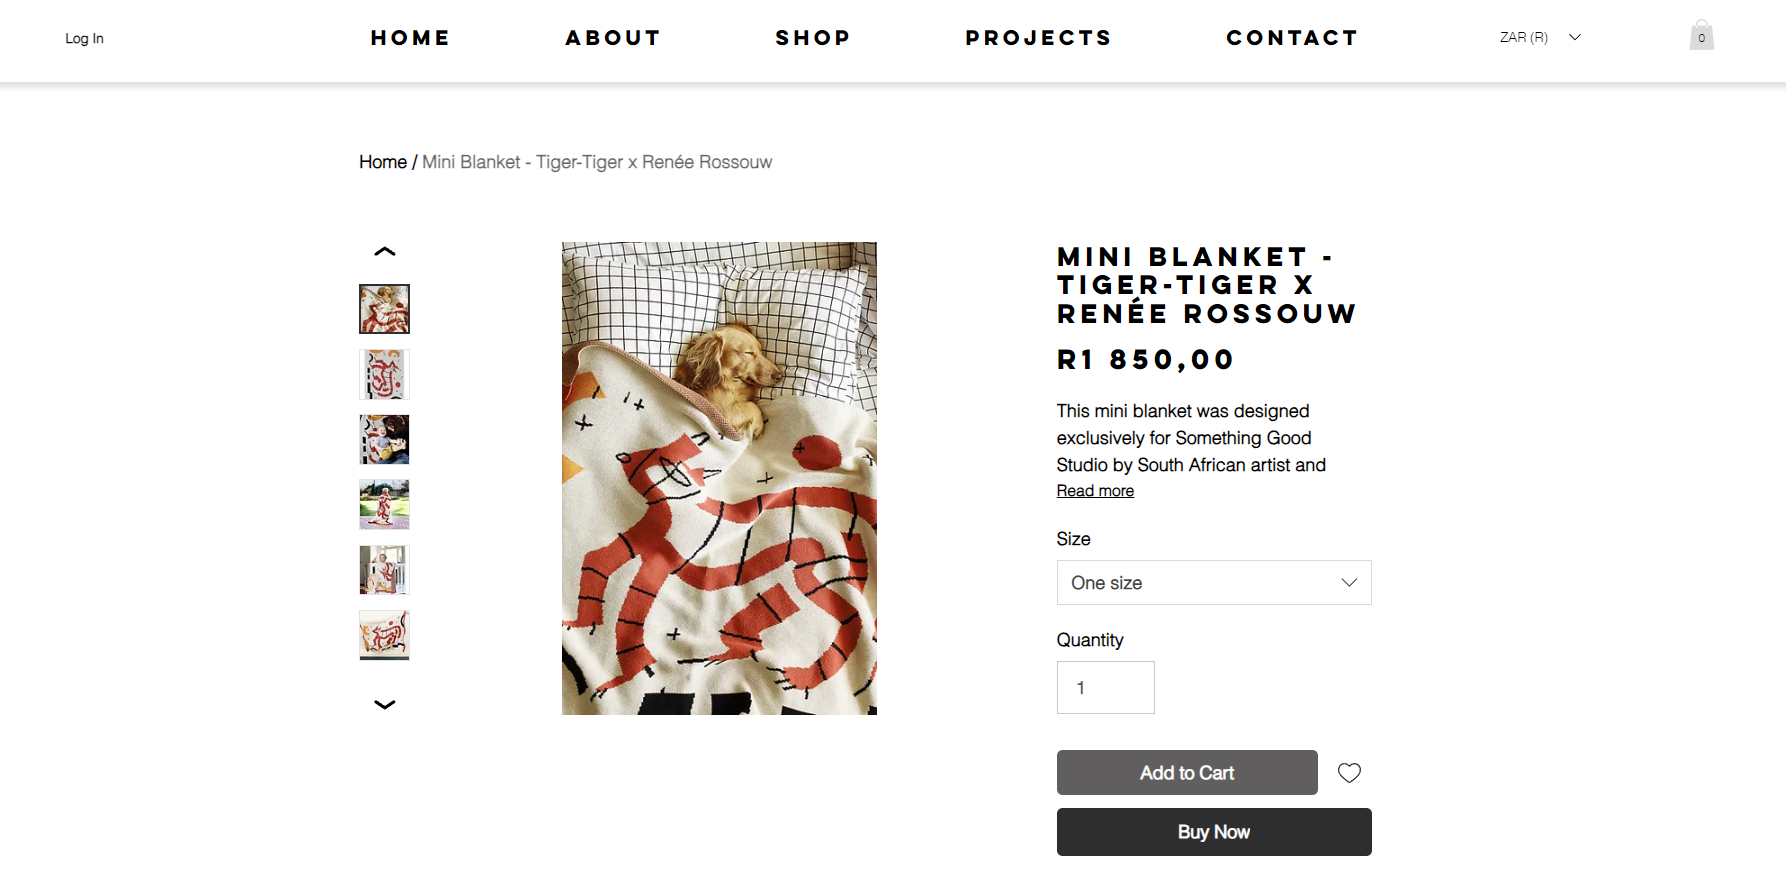 Log In
HOME
ABOUT
SHOP
PROJECTS
CONTACT
ZAR (R)
0
Home / Mini Blanket - Tiger-Tiger x Renée Rossouw
MINI BLANKET -
TIGER-TIGER X
RENÉE ROSSOUW
R1 850,00
This mini blanket was designed
exclusively for Something Good
Studio by South African artist and
Read more
Size
One size
Quantity
1
Add to Cart
Buy Now